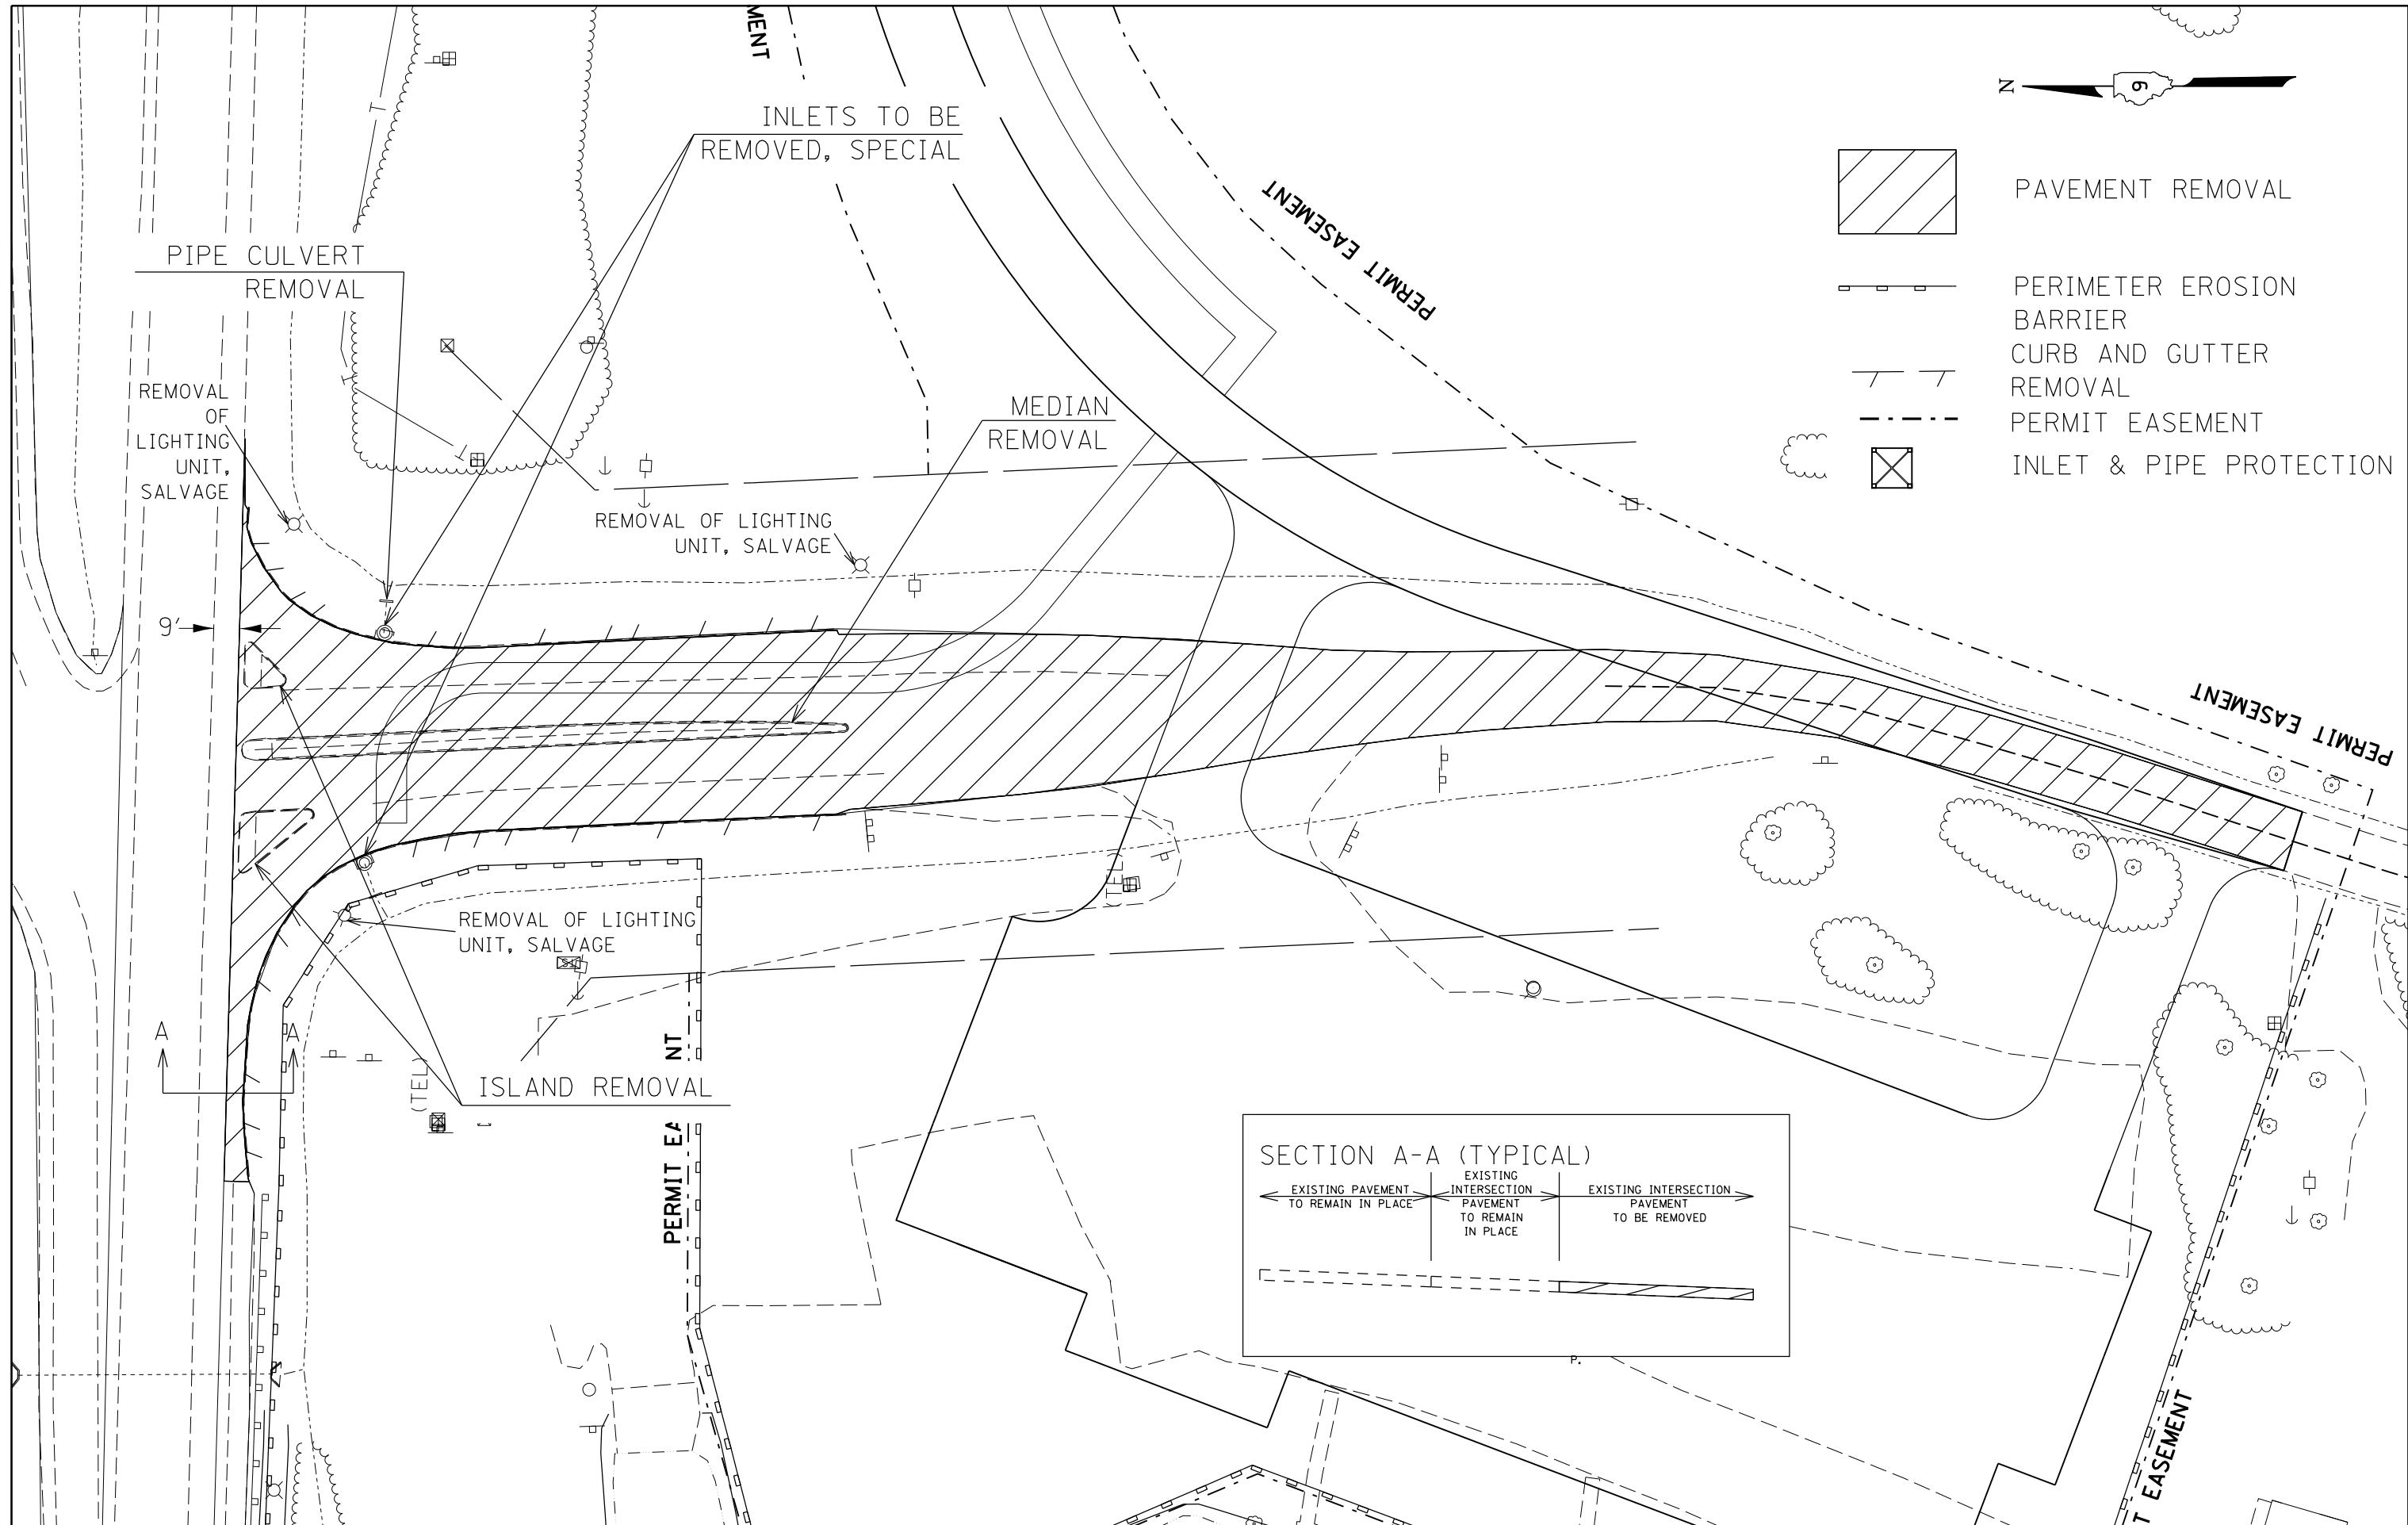 MENT
INLETS TO BE
REMOVED, SPECIAL
N
6
PAVEMENT REMOVAL
PERMIT EASEMENT
PIPE CULVERT
REMOVAL
PERIMETER EROSION
BARRIER
CURB AND GUTTER
REMOVAL
PERMIT EASEMENT
INLET & PIPE PROTECTION
REMOVAL
OF
LIGHTING
UNIT,
SALVAGE
MEDIAN
REMOVAL
REMOVAL OF LIGHTING
UNIT, SALVAGE
9'
PERMIT EASEMENT
REMOVAL OF LIGHTING
UNIT, SALVAGE
A
A
(TEL)
ISLAND REMOVAL
PERMIT EA
NT
SECTION A-A (TYPICAL)
EXISTING PAVEMENT
TO REMAIN IN PLACE
EXISTING
INTERSECTION
PAVEMENT
TO REMAIN
IN PLACE
EXISTING INTERSECTION
PAVEMENT
TO BE REMOVED
P.
T EASEMENT